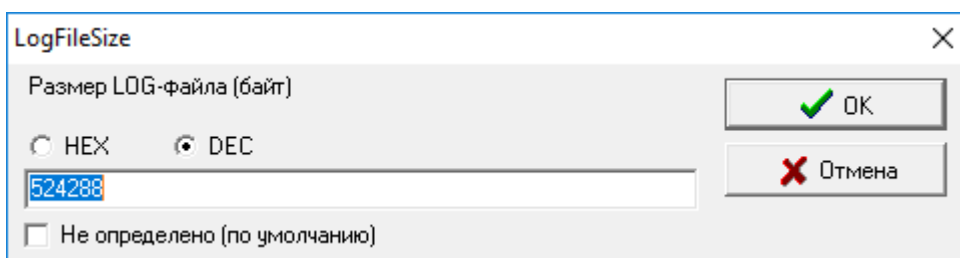 LogFileSize
Размер LOG-файла (байт)
OK
HEX DEC
524288
Отмена
Не определено (по умолчанию)